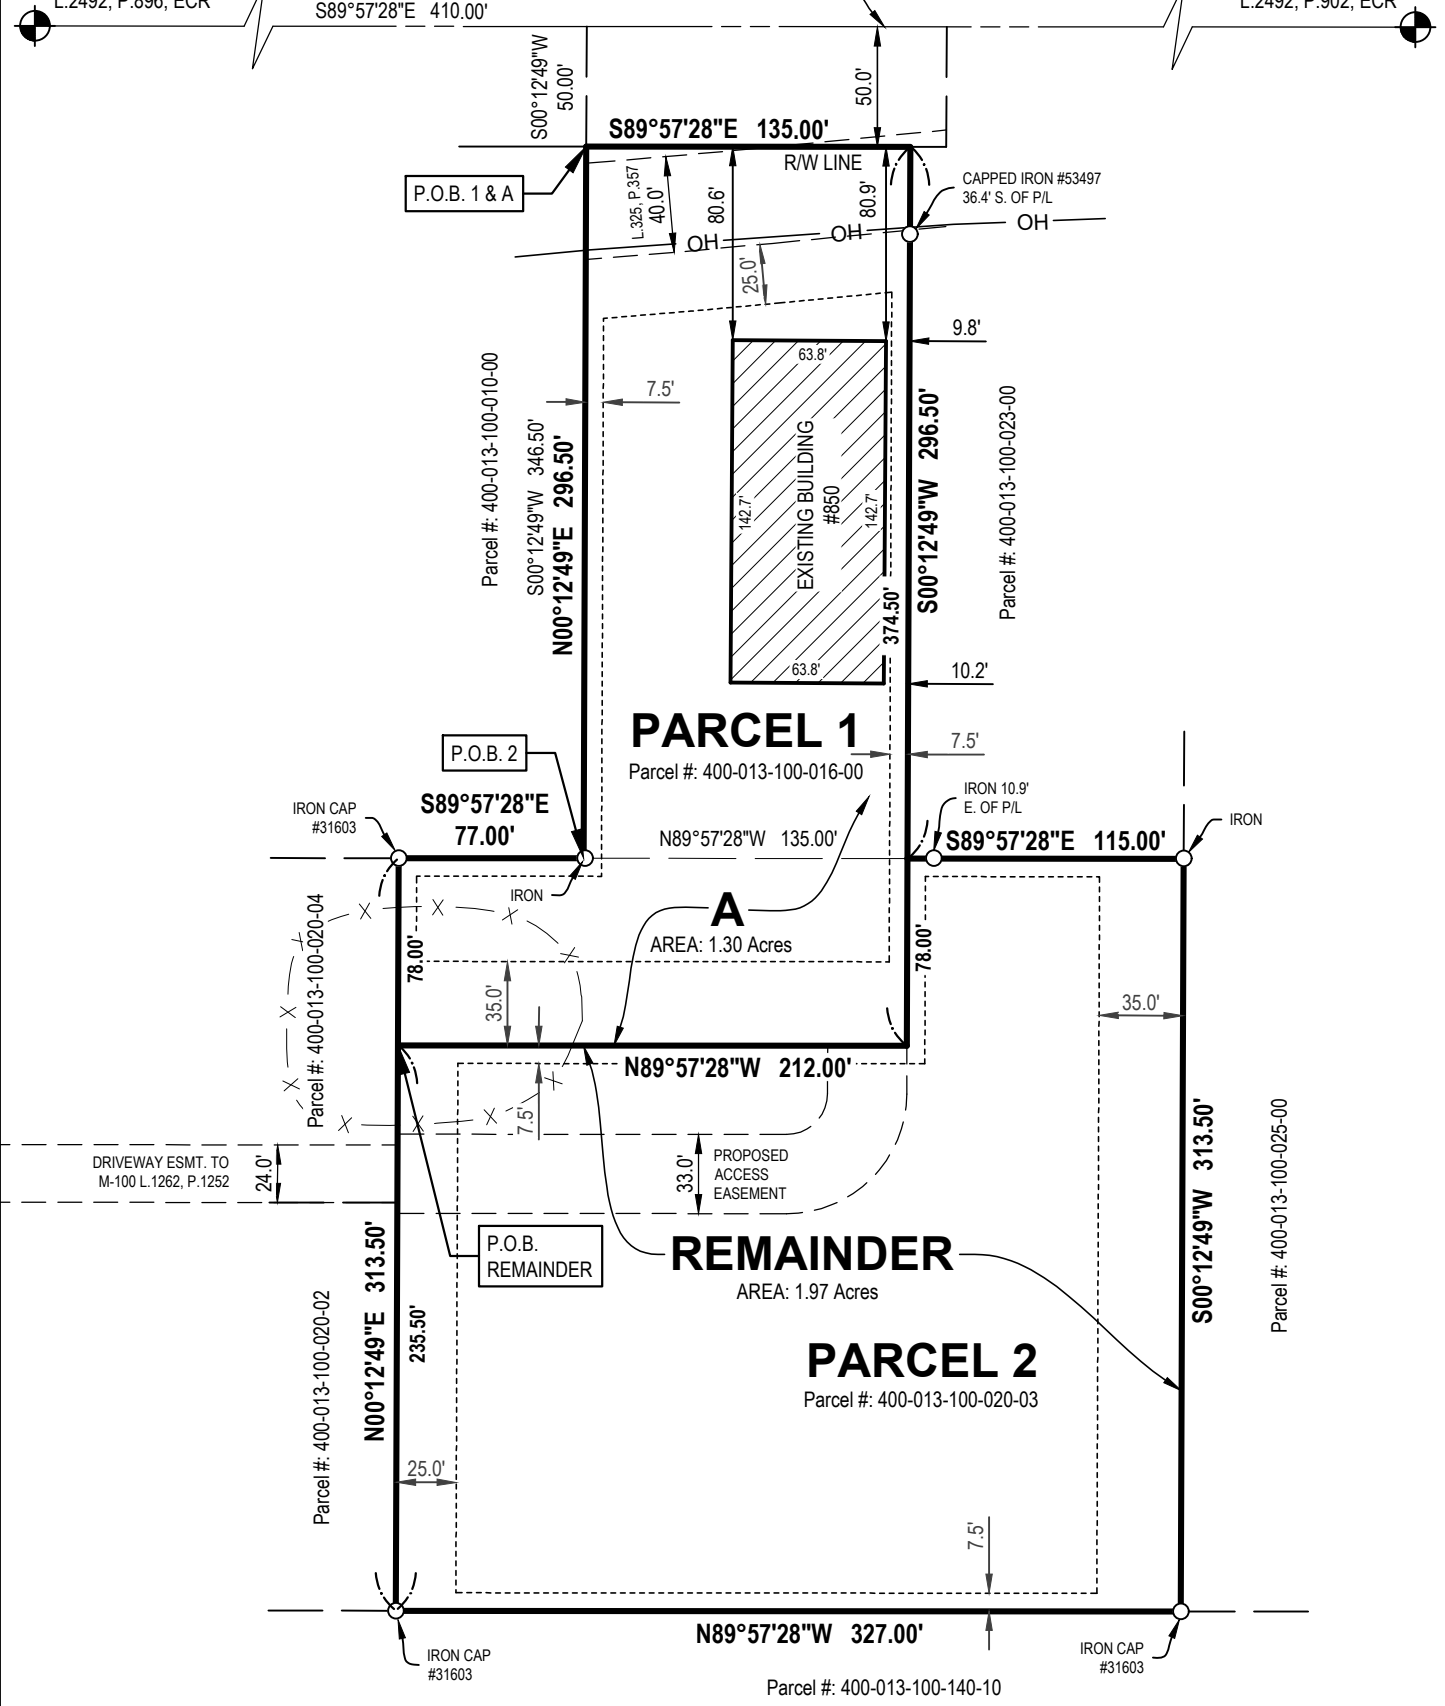 L.2492, P.896, ECR
S89°57'28"E 410.00'
L.2492, P.902, ECR
S00°12'49"W
50.00'
50.0'
S89°57'28"E 135.00'
R/W LINE
P.O.B. 1 & A
L.325, P.357
40.0'
80.6'
80.9'
CAPPED IRON #53497
36.4' S. OF P/L
OH
OH
OH
25.0'
9.8'
63.8'
7.5'
Parcel #: 400-013-100-010-00
S00°12'49"W 346.50'
N00°12'49"E 296.50'
142.7'
EXISTING BUILDING
#850
142.7'
374.50'
S00°12'49"W 296.50'
Parcel #: 400-013-100-023-00
63.8'
10.2'
PARCEL 1
Parcel #: 400-013-100-016-00
7.5'
P.O.B. 2
IRON CAP
#31603
S89°57'28"E
77.00'
N89°57'28"W 135.00'
IRON 10.9'
E. OF P/L
S89°57'28"E 115.00'
IRON
IRON
A
AREA: 1.30 Acres
Parcel #: 400-013-100-020-04
78.00'
78.00'
35.0'
35.0'
N89°57'28"W 212.00'
7.5'
DRIVEWAY ESMT. TO
M-100 L.1262, P.1252
24.0'
33.0'
PROPOSED
ACCESS
EASEMENT
S00°12'49"W 313.50'
Parcel #: 400-013-100-025-00
P.O.B.
REMAINDER
REMAINDER
AREA: 1.97 Acres
N00°12'49"E 313.50'
235.50'
Parcel #: 400-013-100-020-02
PARCEL 2
Parcel #: 400-013-100-020-03
25.0'
7.5'
N89°57'28"W 327.00'
IRON CAP
#31603
IRON CAP
#31603
Parcel #: 400-013-100-140-10